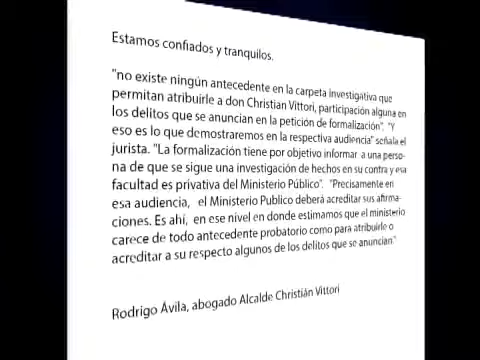 Estamos confiados y tranquilos.
"no existe ningún antecedente en la carpeta investigativa que
permitan atribuirle a don Christian Vittori, participación alguna en
los delitos que se anuncian en la petición de formalización". "Y
eso es lo que demostraremos en la respectiva audiencia" señala el
jurista. "La formalización tiene por objetivo informar a una perso-
na de que se sigue una investigación de hechos en su contra y esa
facultad es privativa del Ministerio Público". "Precisamente en
esa audiencia, el Ministerio Publico deberá acreditar sus afirma-
ciones. Es ahí, en ese nivel en donde estimamos que el ministerio
carece de todo antecedente probatorio como para atribuirle o
acreditar a su respecto algunos de los delitos que se anuncian"
Rodrigo Ávila, abogado Alcalde Christián Vittori